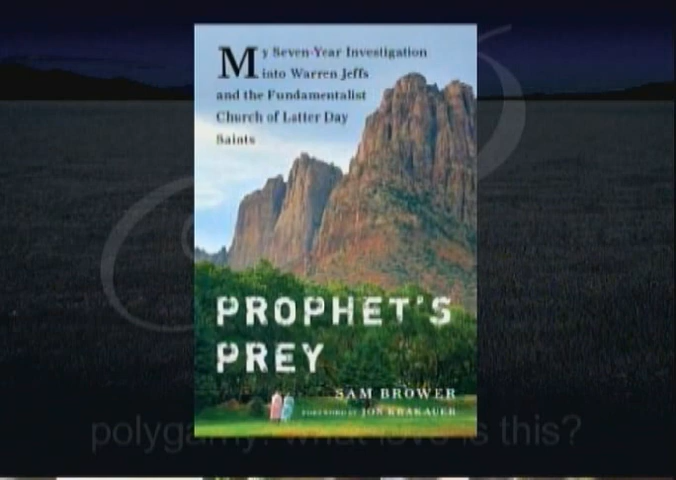 My Seven-Year Investigation
into Warren Jeffs
and the Fundamentalist
Church of Latter Day
Saints
PROPHET'S
PREY
SAM BROWER
FOREWORD BY JON KRAKAUER
polygamy: what love is this?